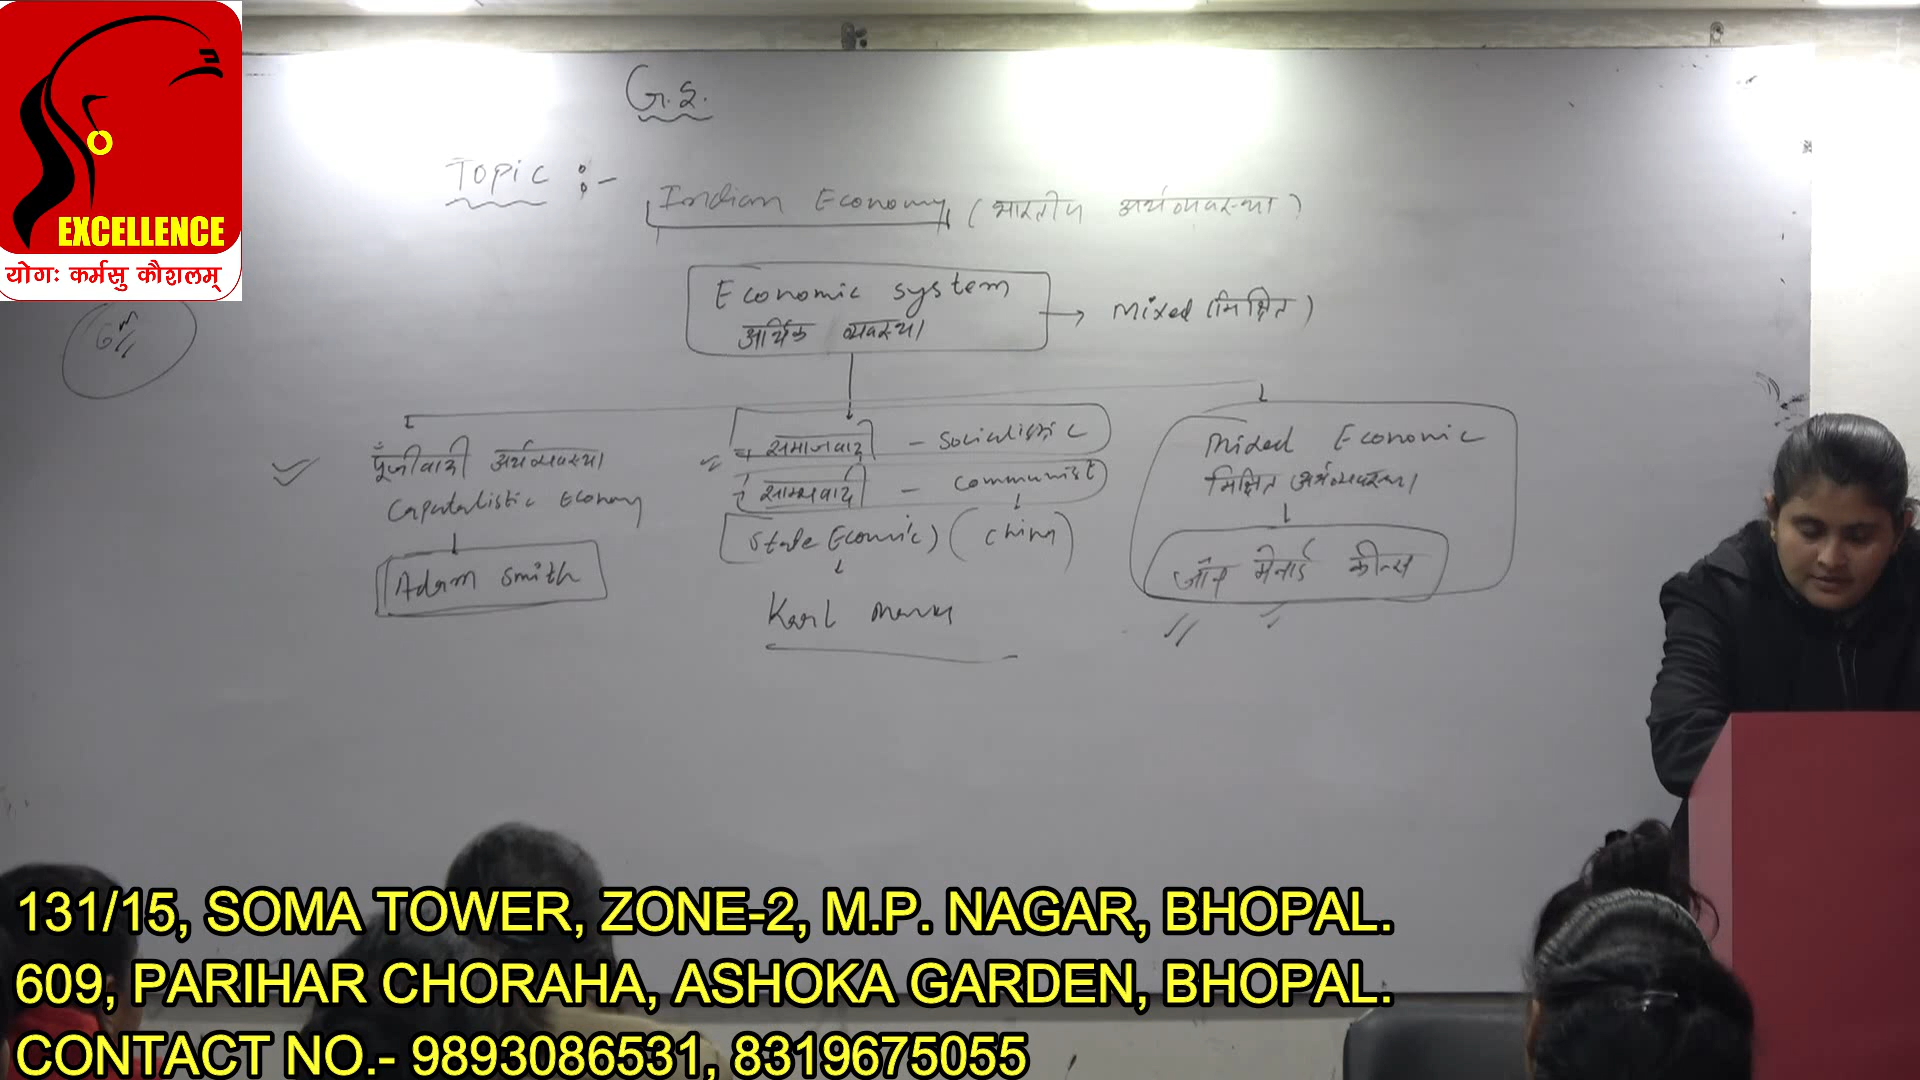 EXCELLENCE
योगः कर्मसु कौशलम्
G.S.
Topic :-
Indian Economy (भारतीय अर्थव्यवस्था)
Economic system
आर्थिक व्यवस्था
→ Mixed (मिश्रित)
पूँजीवादी अर्थव्यवस्था
Capatalistic Economy
Adam Smith
समाजवादी - Socialistic
साम्यवादी - Communist
State Ecomic) (China)
Karl Marx
Mixed Economic
मिश्रित अर्थव्यवस्था
जॉन मेनार्ड कीन्स
131/15, SOMA TOWER, ZONE-2, M.P. NAGAR, BHOPAL.
609, PARIHAR CHORAHA, ASHOKA GARDEN, BHOPAL.
CONTACT NO.- 9893086531, 8319675055